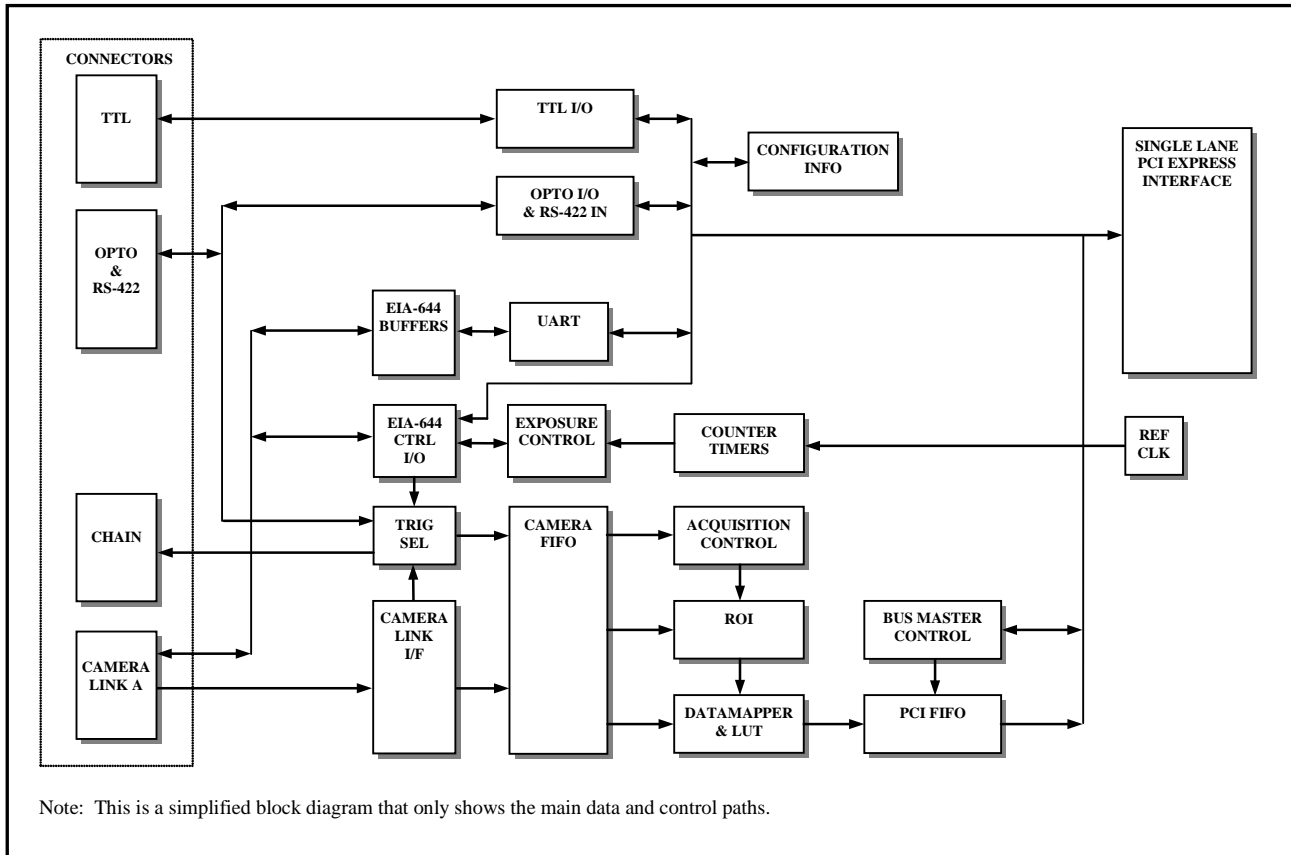 CONNECTORS
TTL
TTL I/O
CONFIGURATION
INFO
SINGLE LANE
PCI EXPRESS
INTERFACE
OPTO I/O
& RS-422 IN
OPTO
&
RS-422
EIA-644
BUFFERS
UART
EIA-644
CTRL
I/O
EXPOSURE
CONTROL
COUNTER
TIMERS
REF
CLK
CHAIN
TRIG
SEL
CAMERA
FIFO
ACQUISITION
CONTROL
CAMERA
LINK
I/F
ROI
BUS MASTER
CONTROL
CAMERA
LINK A
DATAMAPPER
& LUT
PCI FIFO
Note: This is a simplified block diagram that only shows the main data and control paths.